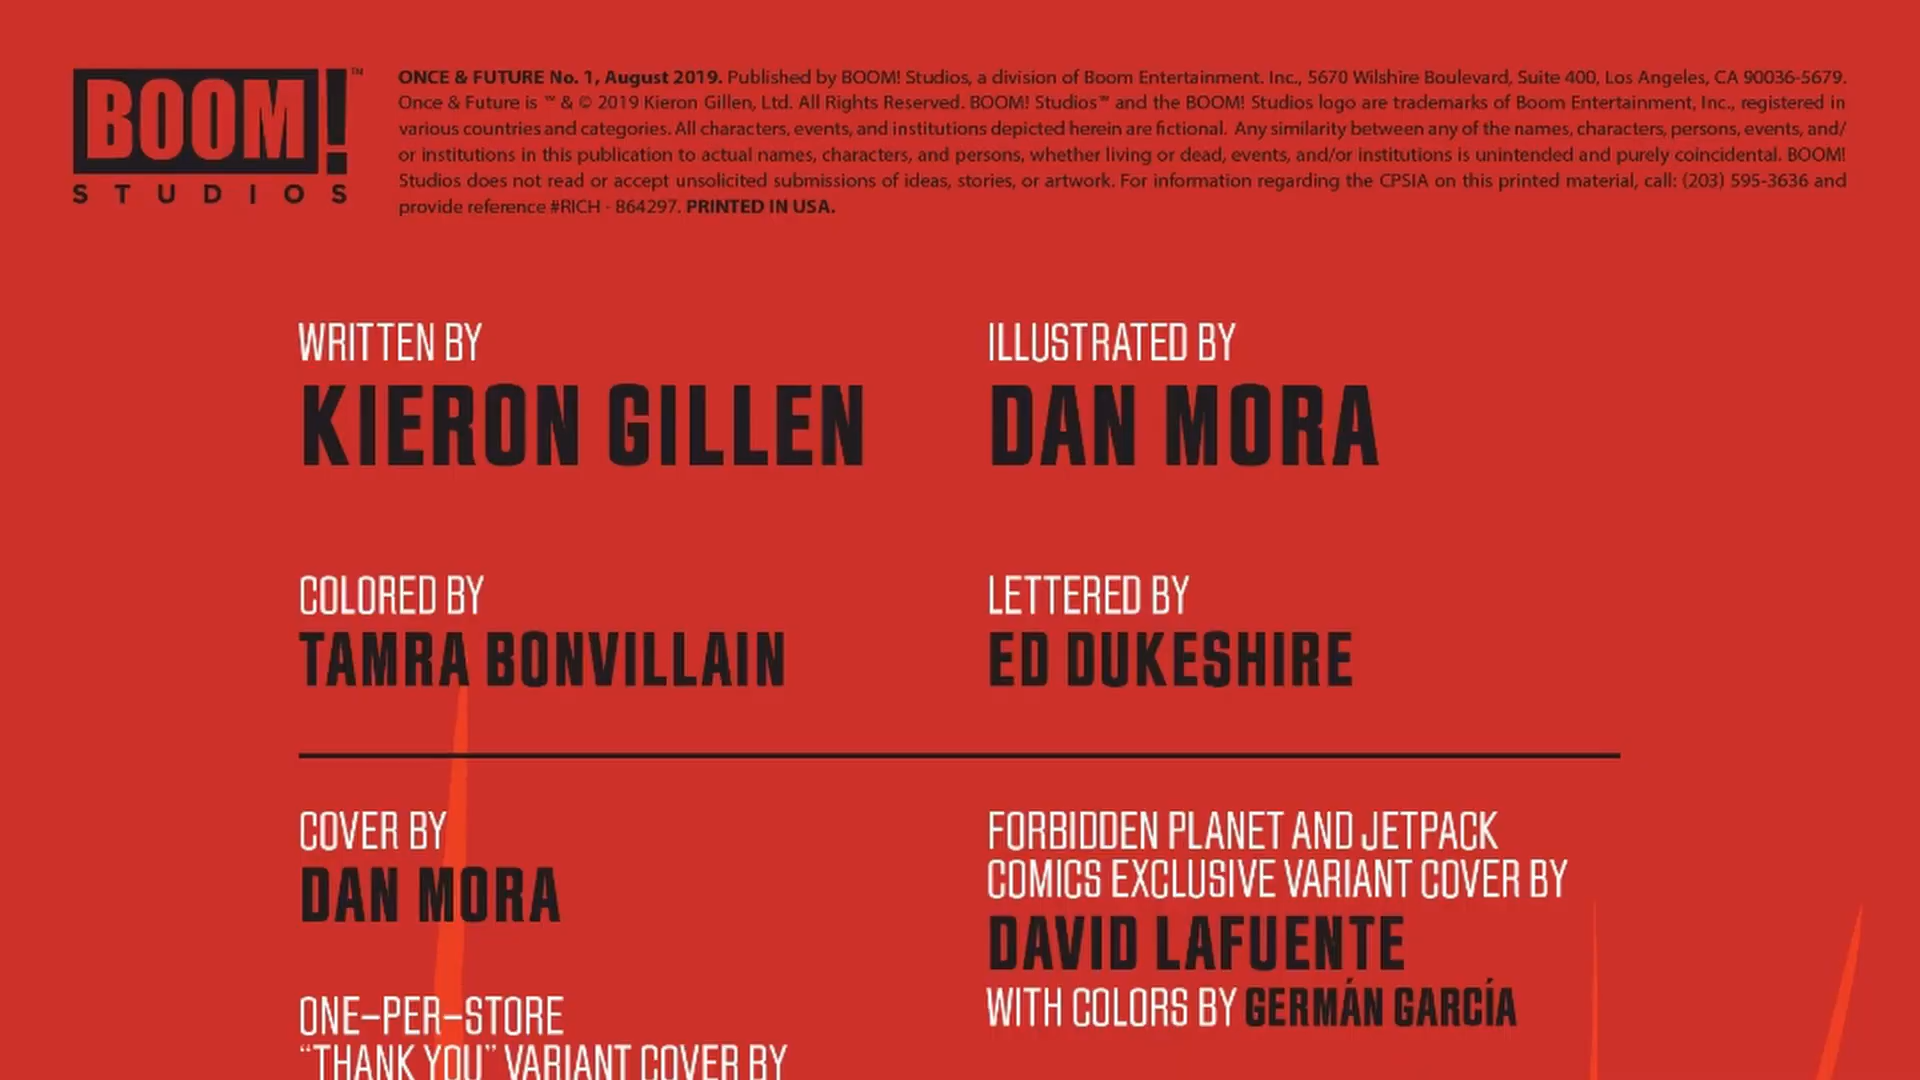 BOOM!™
STUDIOS
ONCE & FUTURE No. 1, August 2019. Published by BOOM! Studios, a division of Boom Entertainment. Inc., 5670 Wilshire Boulevard, Suite 400, Los Angeles, CA 90036-5679.
Once & Future is ™ & © 2019 Kieron Gillen, Ltd. All Rights Reserved. BOOM! Studios™ and the BOOM! Studios logo are trademarks of Boom Entertainment, Inc., registered in
various countries and categories. All characters, events, and institutions depicted herein are fictional. Any similarity between any of the names, characters, persons, events, and/
or institutions in this publication to actual names, characters, and persons, whether living or dead, events, and/or institutions is unintended and purely coincidental. BOOM!
Studios does not read or accept unsolicited submissions of ideas, stories, or artwork. For information regarding the CPSIA on this printed material, call: (203) 595-3636 and
provide reference #RICH - 864297. PRINTED IN USA.
WRITTEN BY
KIERON GILLEN
ILLUSTRATED BY
DAN MORA
COLORED BY
TAMRA BONVILLAIN
LETTERED BY
ED DUKESHIRE
COVER BY
DAN MORA
ONE-PER-STORE
“THANK YOU” VARIANT COVER BY
FORBIDDEN PLANET AND JETPACK
COMICS EXCLUSIVE VARIANT COVER BY
DAVID LAFUENTE
WITH COLORS BY GERMÁN GARCÍA